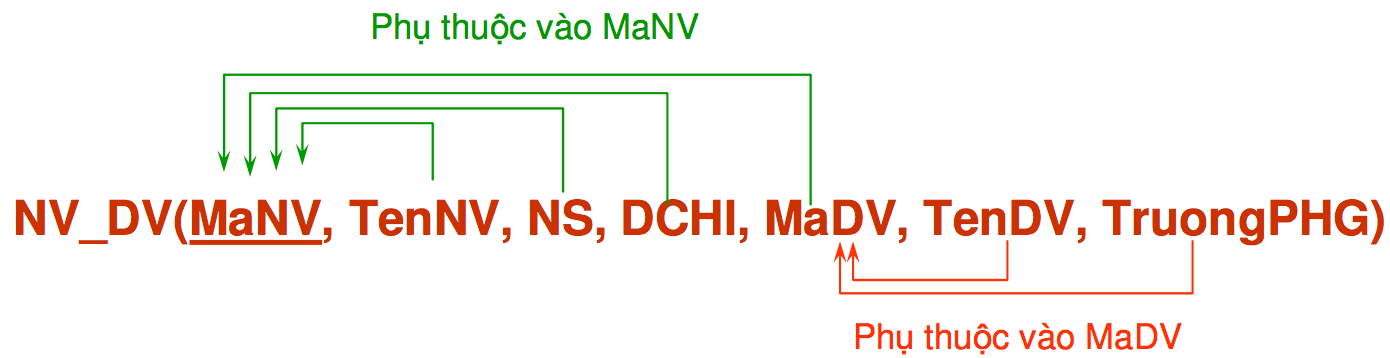 Phụ thuộc vào MaNV
NV_DV(MaNV, TenNV, NS, DCHI, MaDV, TenDV, TruongPHG)
Phụ thuộc vào MaDV